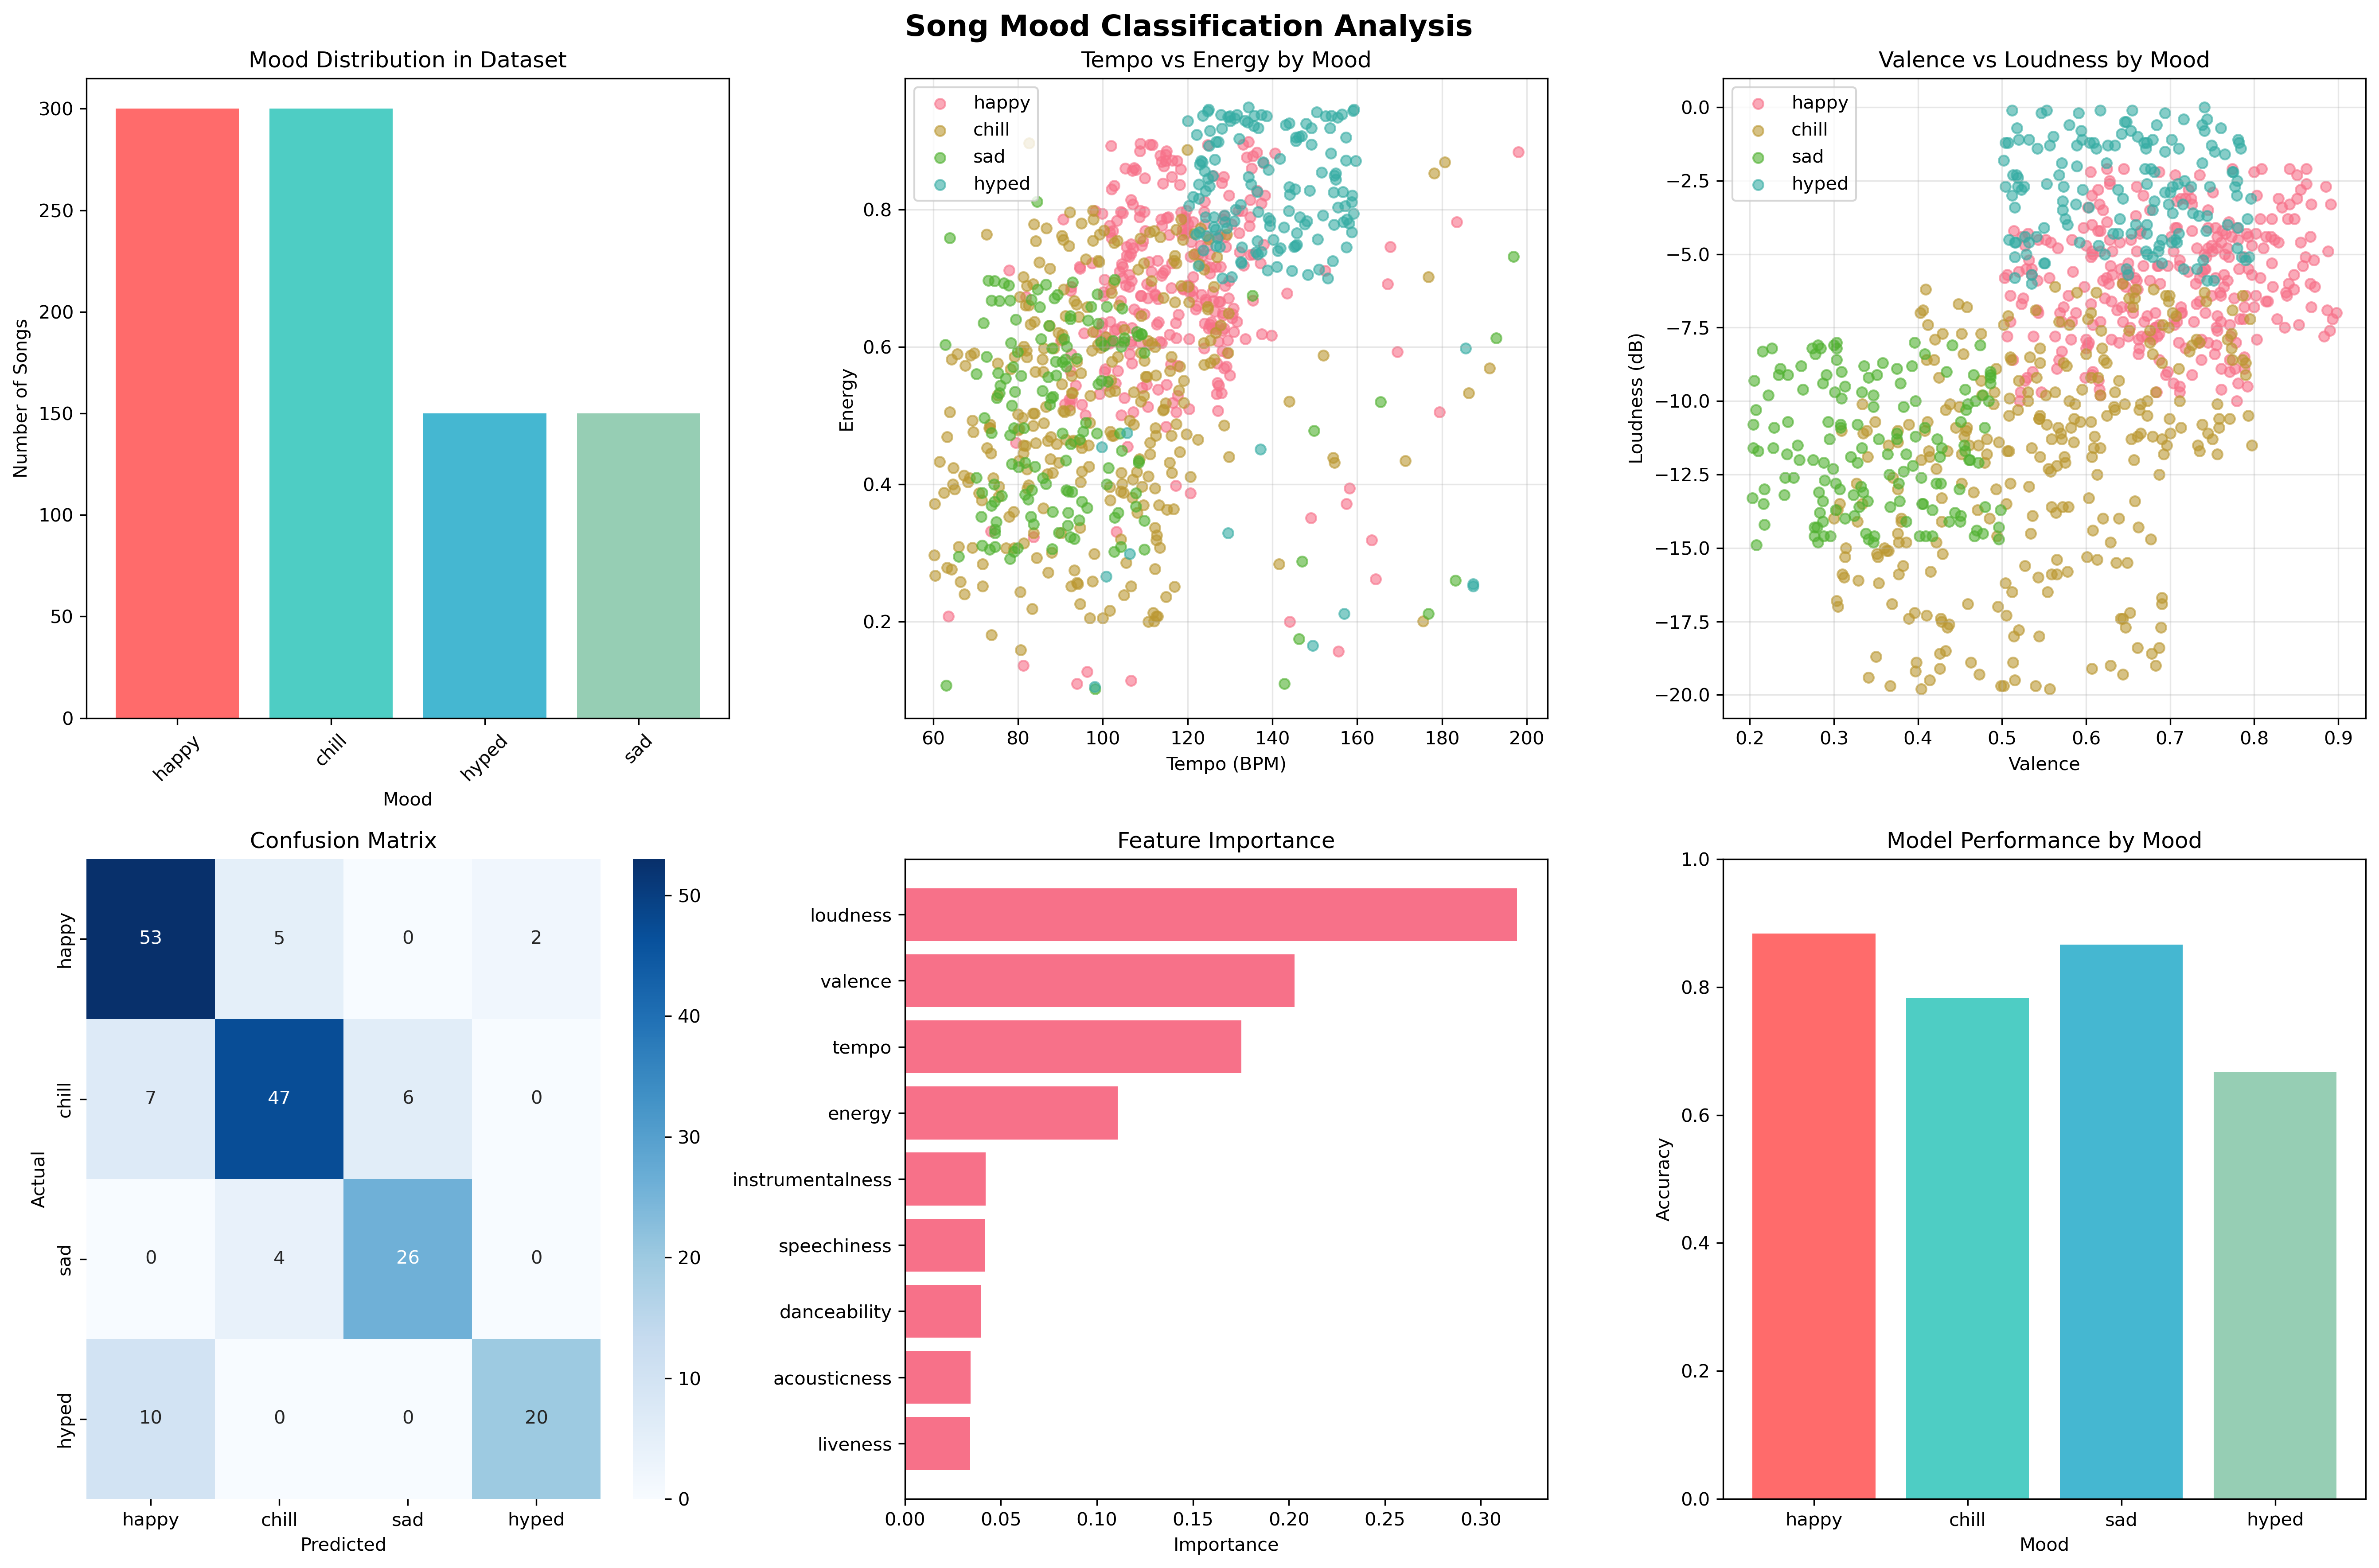 Song Mood Classification Analysis
Mood Distribution in Dataset
Number of Songs
300
250
200
150
100
50
0
happy
chill
hyped
sad
Mood
Tempo vs Energy by Mood
happy
chill
sad
hyped
Energy
0.8
0.6
0.4
0.2
60 80 100 120 140 160 180 200
Tempo (BPM)
Valence vs Loudness by Mood
happy
chill
sad
hyped
Loudness (dB)
0.0
−2.5
−5.0
−7.5
−10.0
−12.5
−15.0
−17.5
−20.0
0.2 0.3 0.4 0.5 0.6 0.7 0.8 0.9
Valence
Confusion Matrix
Actual
happy
53 5 0 2
chill
7 47 6 0
sad
0 4 26 0
hyped
10 0 0 20
happy chill sad hyped
Predicted
50
40
30
20
10
0
Feature Importance
loudness
valence
tempo
energy
instrumentalness
speechiness
danceability
acousticness
liveness
0.00 0.05 0.10 0.15 0.20 0.25 0.30
Importance
Model Performance by Mood
Accuracy
1.0
0.8
0.6
0.4
0.2
0.0
happy chill sad hyped
Mood